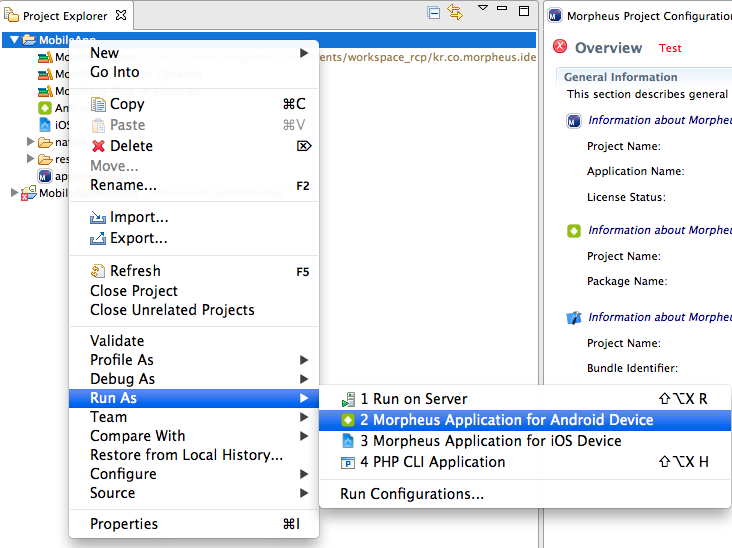 Project Explorer
MobileApp
Mo
ents/workspace_rcp/kr.co.morpheus.ide
Mo
Mo
An
iOS
nat
res
ap
Mobile
New
Go Into
Copy ⌘C
Paste ⌘V
Delete ⌦
Move...
Rename... F2
Import...
Export...
Refresh F5
Close Project
Close Unrelated Projects
Validate
Profile As
Debug As
Run As
Team
Compare With
Restore from Local History...
Configure
Source
Properties ⌘I
1 Run on Server ⇧⌥X R
2 Morpheus Application for Android Device
3 Morpheus Application for iOS Device
4 PHP CLI Application ⇧⌥X H
Run Configurations...
Morpheus Project Configuration
Overview Test
General Information
This section describes general
Information about Morpheu
Project Name:
Application Name:
License Status:
Information about Morpheu
Project Name:
Package Name:
Information about Morpheu
Project Name:
Bundle Identifier: